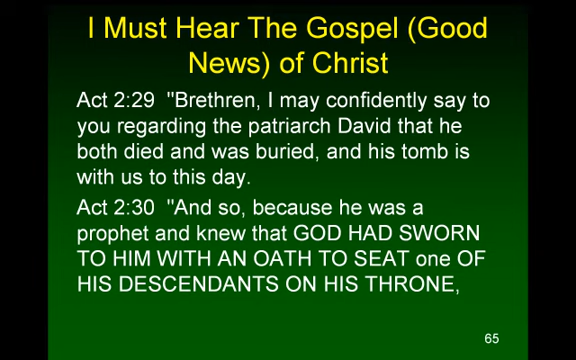 I Must Hear The Gospel (Good
News) of Christ
Act 2:29 "Brethren, I may confidently say to
you regarding the patriarch David that he
both died and was buried, and his tomb is
with us to this day.
Act 2:30 "And so, because he was a
prophet and knew that GOD HAD SWORN
TO HIM WITH AN OATH TO SEAT one OF
HIS DESCENDANTS ON HIS THRONE,
65